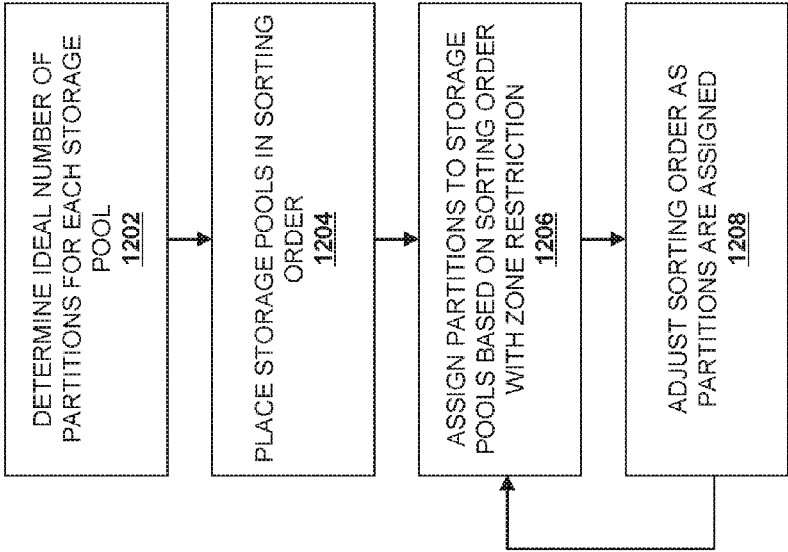 DETERMINE IDEAL NUMBER OF
PARTITIONS FOR EACH STORAGE
POOL
1202
PLACE STORAGE POOLS IN SORTING
ORDER
1204
ASSIGN PARTITIONS TO STORAGE
POOLS BASED ON SORTING ORDER
WITH ZONE RESTRICTION
1206
ADJUST SORTING ORDER AS
PARTITIONS ARE ASSIGNED
1208